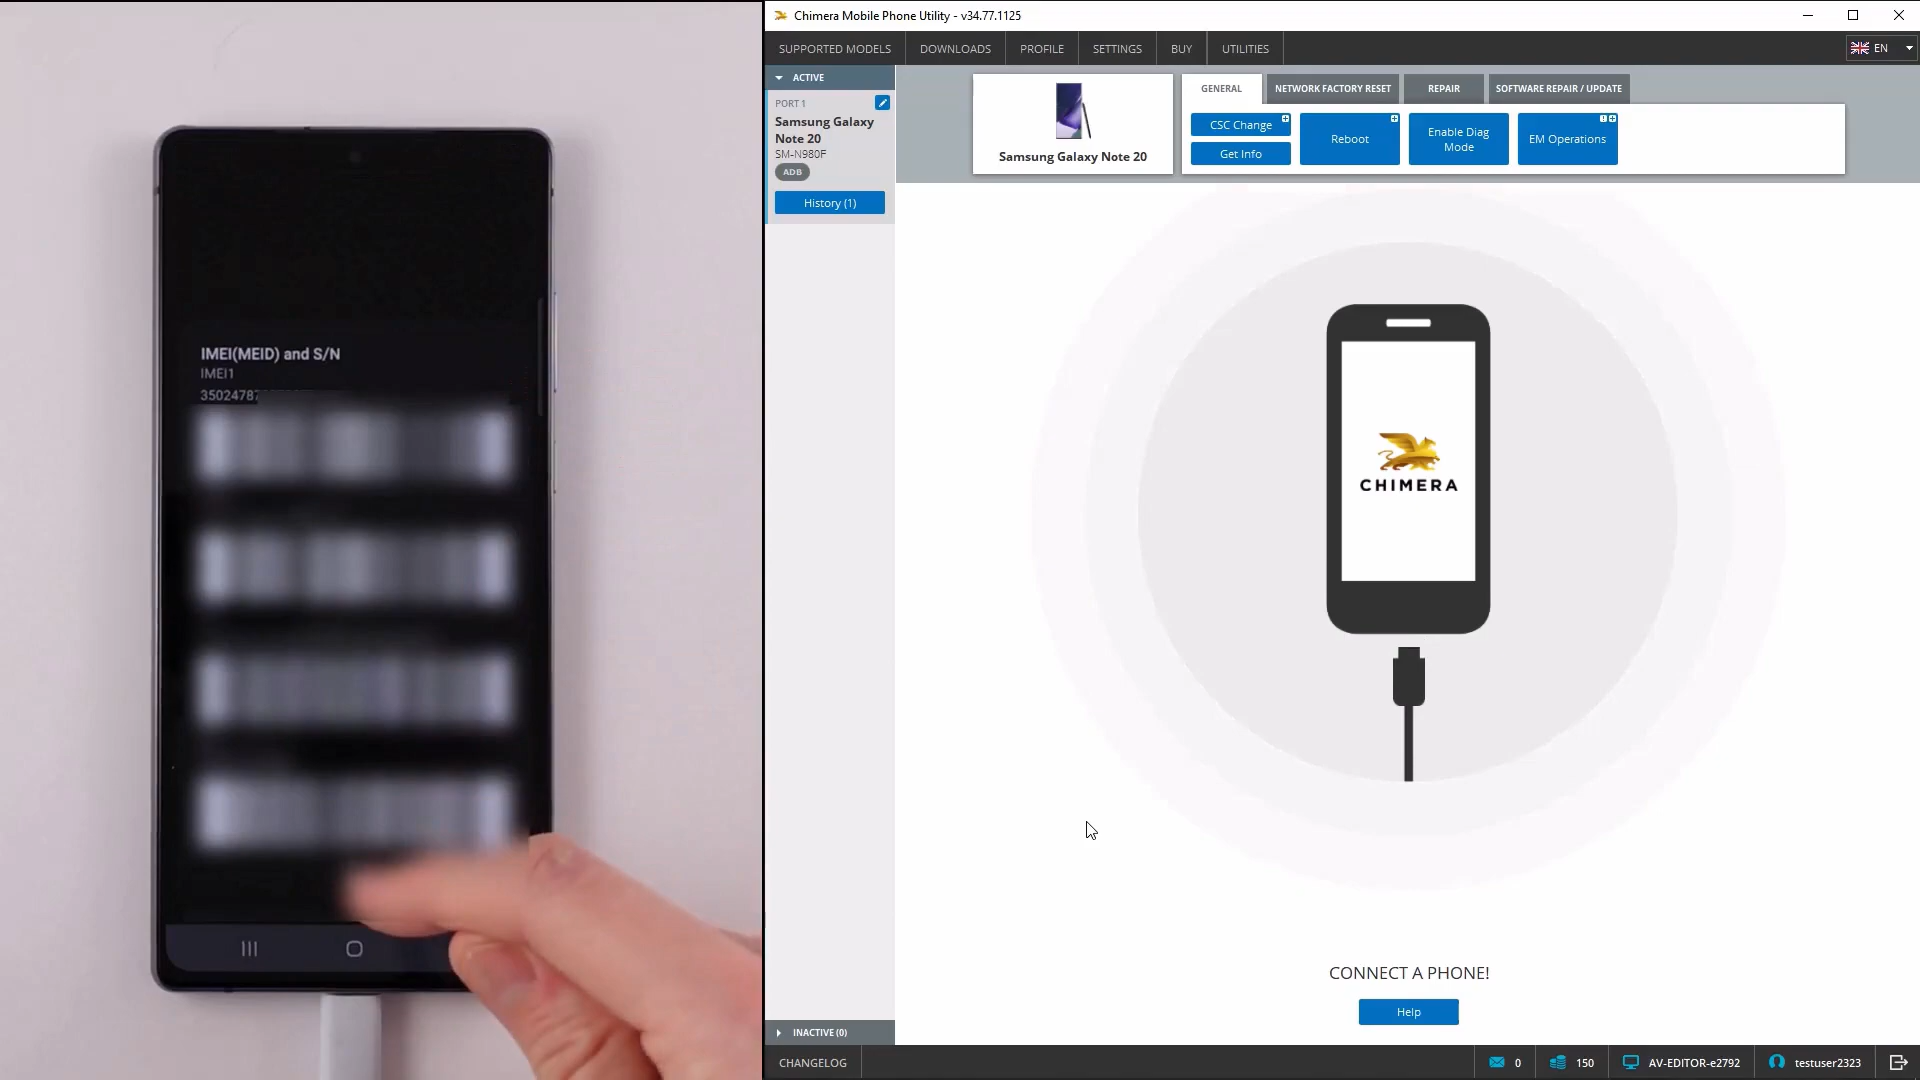 IMEI(MEID) and S/N
IMEI1
35024787
Chimera Mobile Phone Utility - v34.77.1125
SUPPORTED MODELS
DOWNLOADS
PROFILE
SETTINGS
BUY
UTILITIES
EN
ACTIVE
PORT 1
Samsung Galaxy
Note 20
SM-N980F
ADB
History (1)
Samsung Galaxy Note 20
GENERAL
NETWORK FACTORY RESET
REPAIR
SOFTWARE REPAIR / UPDATE
CSC Change
Get Info
Reboot
Enable Diag
Mode
EM Operations
CHIMERA
CONNECT A PHONE!
Help
INACTIVE (0)
CHANGELOG
0
150
AV-EDITOR-e2792
testuser2323